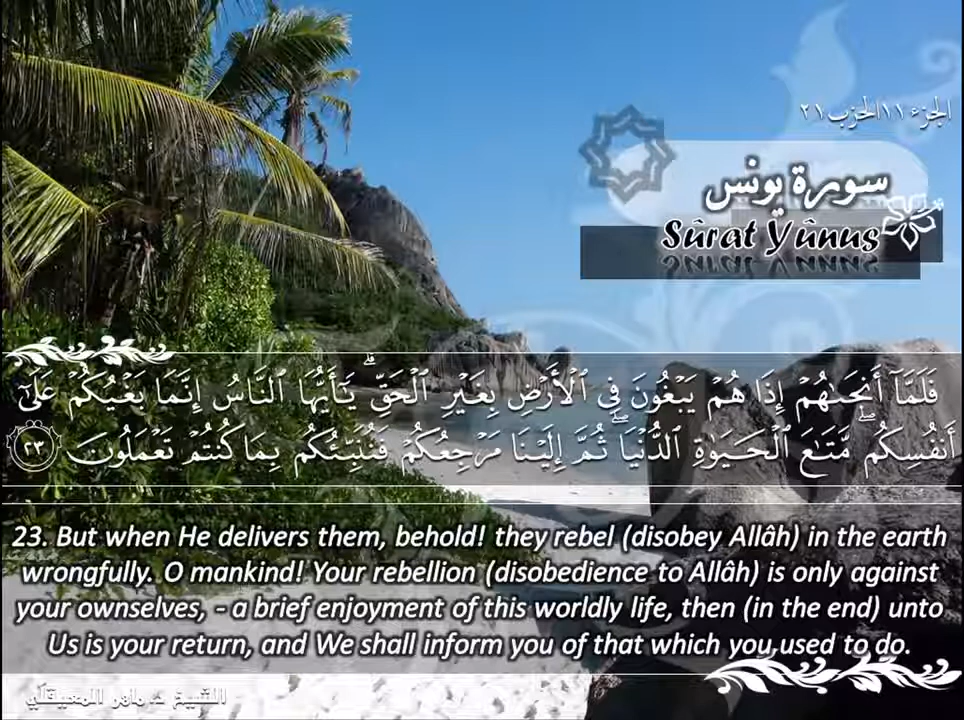 الجزء ١١ الحزب ٢١
سورة يونس
Sûrat Yûnus
فَلَمَّآ أَنجَىٰهُمْ إِذَا هُمْ يَبْغُونَ فِى ٱلْأَرْضِ بِغَيْرِ ٱلْحَقِّ ۗ يَـٰٓأَيُّهَا ٱلنَّاسُ إِنَّمَا بَغْيُكُمْ عَلَىٰٓ
أَنفُسِكُم ۖ مَّتَـٰعَ ٱلْحَيَوٰةِ ٱلدُّنْيَا ۖ ثُمَّ إِلَيْنَا مَرْجِعُكُمْ فَنُنَبِّئُكُم بِمَا كُنتُمْ تَعْمَلُونَ ٢٣
23. But when He delivers them, behold! they rebel (disobey Allâh) in the earth
wrongfully. O mankind! Your rebellion (disobedience to Allâh) is only against
your ownselves, - a brief enjoyment of this worldly life, then (in the end) unto
Us is your return, and We shall inform you of that which you used to do.
الشيخ د. ماهر المعيقلي